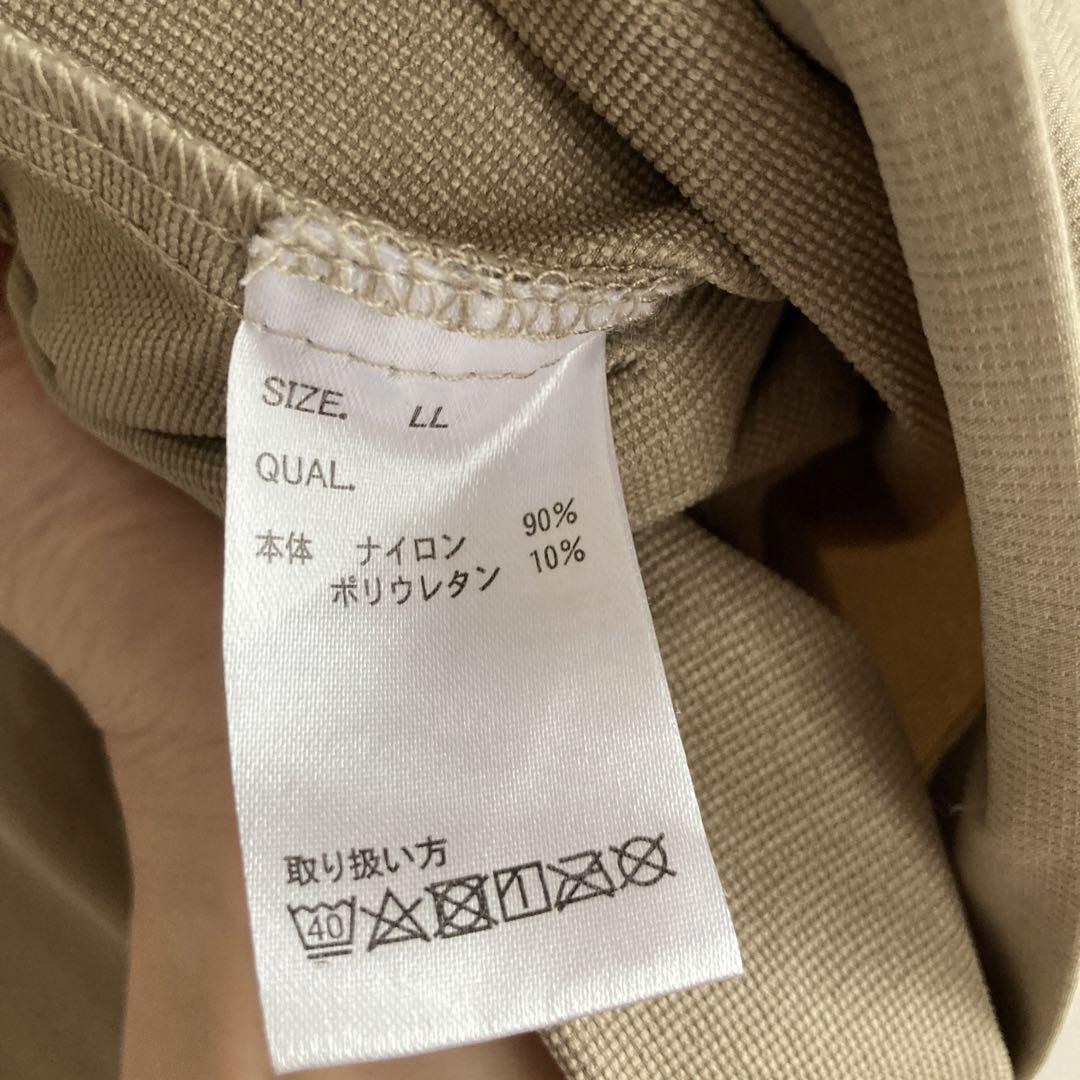 SIZE. LL
QUAL.
本体 ナイロン 90%
ポリウレタン 10%
取り扱い方
40